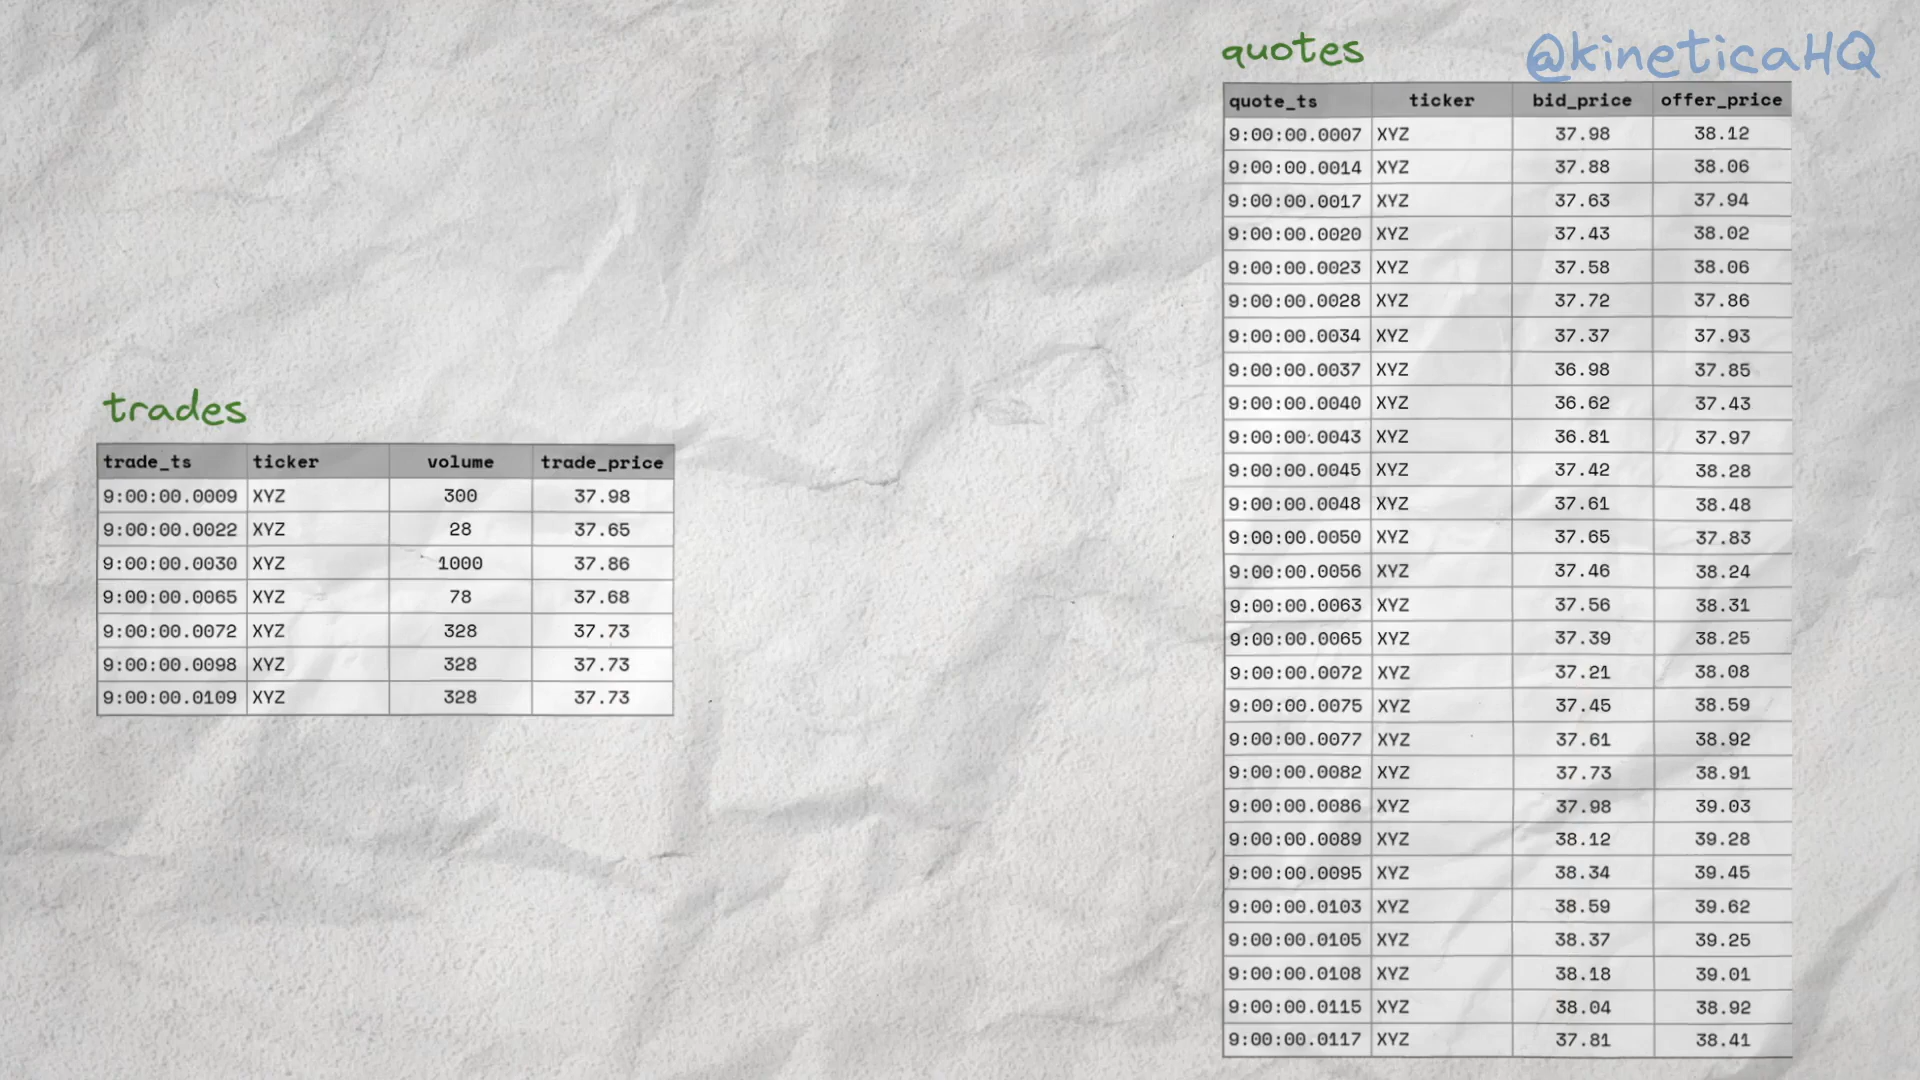 @kineticaHQ
trades
trade_ts ticker volume trade_price
9:00:00.0009 XYZ 300 37.98
9:00:00.0022 XYZ 28 37.65
9:00:00.0030 XYZ 1000 37.86
9:00:00.0065 XYZ 78 37.68
9:00:00.0072 XYZ 328 37.73
9:00:00.0098 XYZ 328 37.73
9:00:00.0109 XYZ 328 37.73
quotes
quote_ts ticker bid_price offer_price
9:00:00.0007 XYZ 37.98 38.12
9:00:00.0014 XYZ 37.88 38.06
9:00:00.0017 XYZ 37.63 37.94
9:00:00.0020 XYZ 37.43 38.02
9:00:00.0023 XYZ 37.58 38.06
9:00:00.0028 XYZ 37.72 37.86
9:00:00.0034 XYZ 37.37 37.93
9:00:00.0037 XYZ 36.98 37.85
9:00:00.0040 XYZ 36.62 37.43
9:00:00.0043 XYZ 36.81 37.97
9:00:00.0045 XYZ 37.42 38.28
9:00:00.0048 XYZ 37.61 38.48
9:00:00.0050 XYZ 37.65 37.83
9:00:00.0056 XYZ 37.46 38.24
9:00:00.0063 XYZ 37.56 38.31
9:00:00.0065 XYZ 37.39 38.25
9:00:00.0072 XYZ 37.21 38.08
9:00:00.0075 XYZ 37.45 38.59
9:00:00.0077 XYZ 37.61 38.92
9:00:00.0082 XYZ 37.73 38.91
9:00:00.0086 XYZ 37.98 39.03
9:00:00.0089 XYZ 38.12 39.28
9:00:00.0095 XYZ 38.34 39.45
9:00:00.0103 XYZ 38.59 39.62
9:00:00.0105 XYZ 38.37 39.25
9:00:00.0108 XYZ 38.18 39.01
9:00:00.0115 XYZ 38.04 38.92
9:00:00.0117 XYZ 37.81 38.41